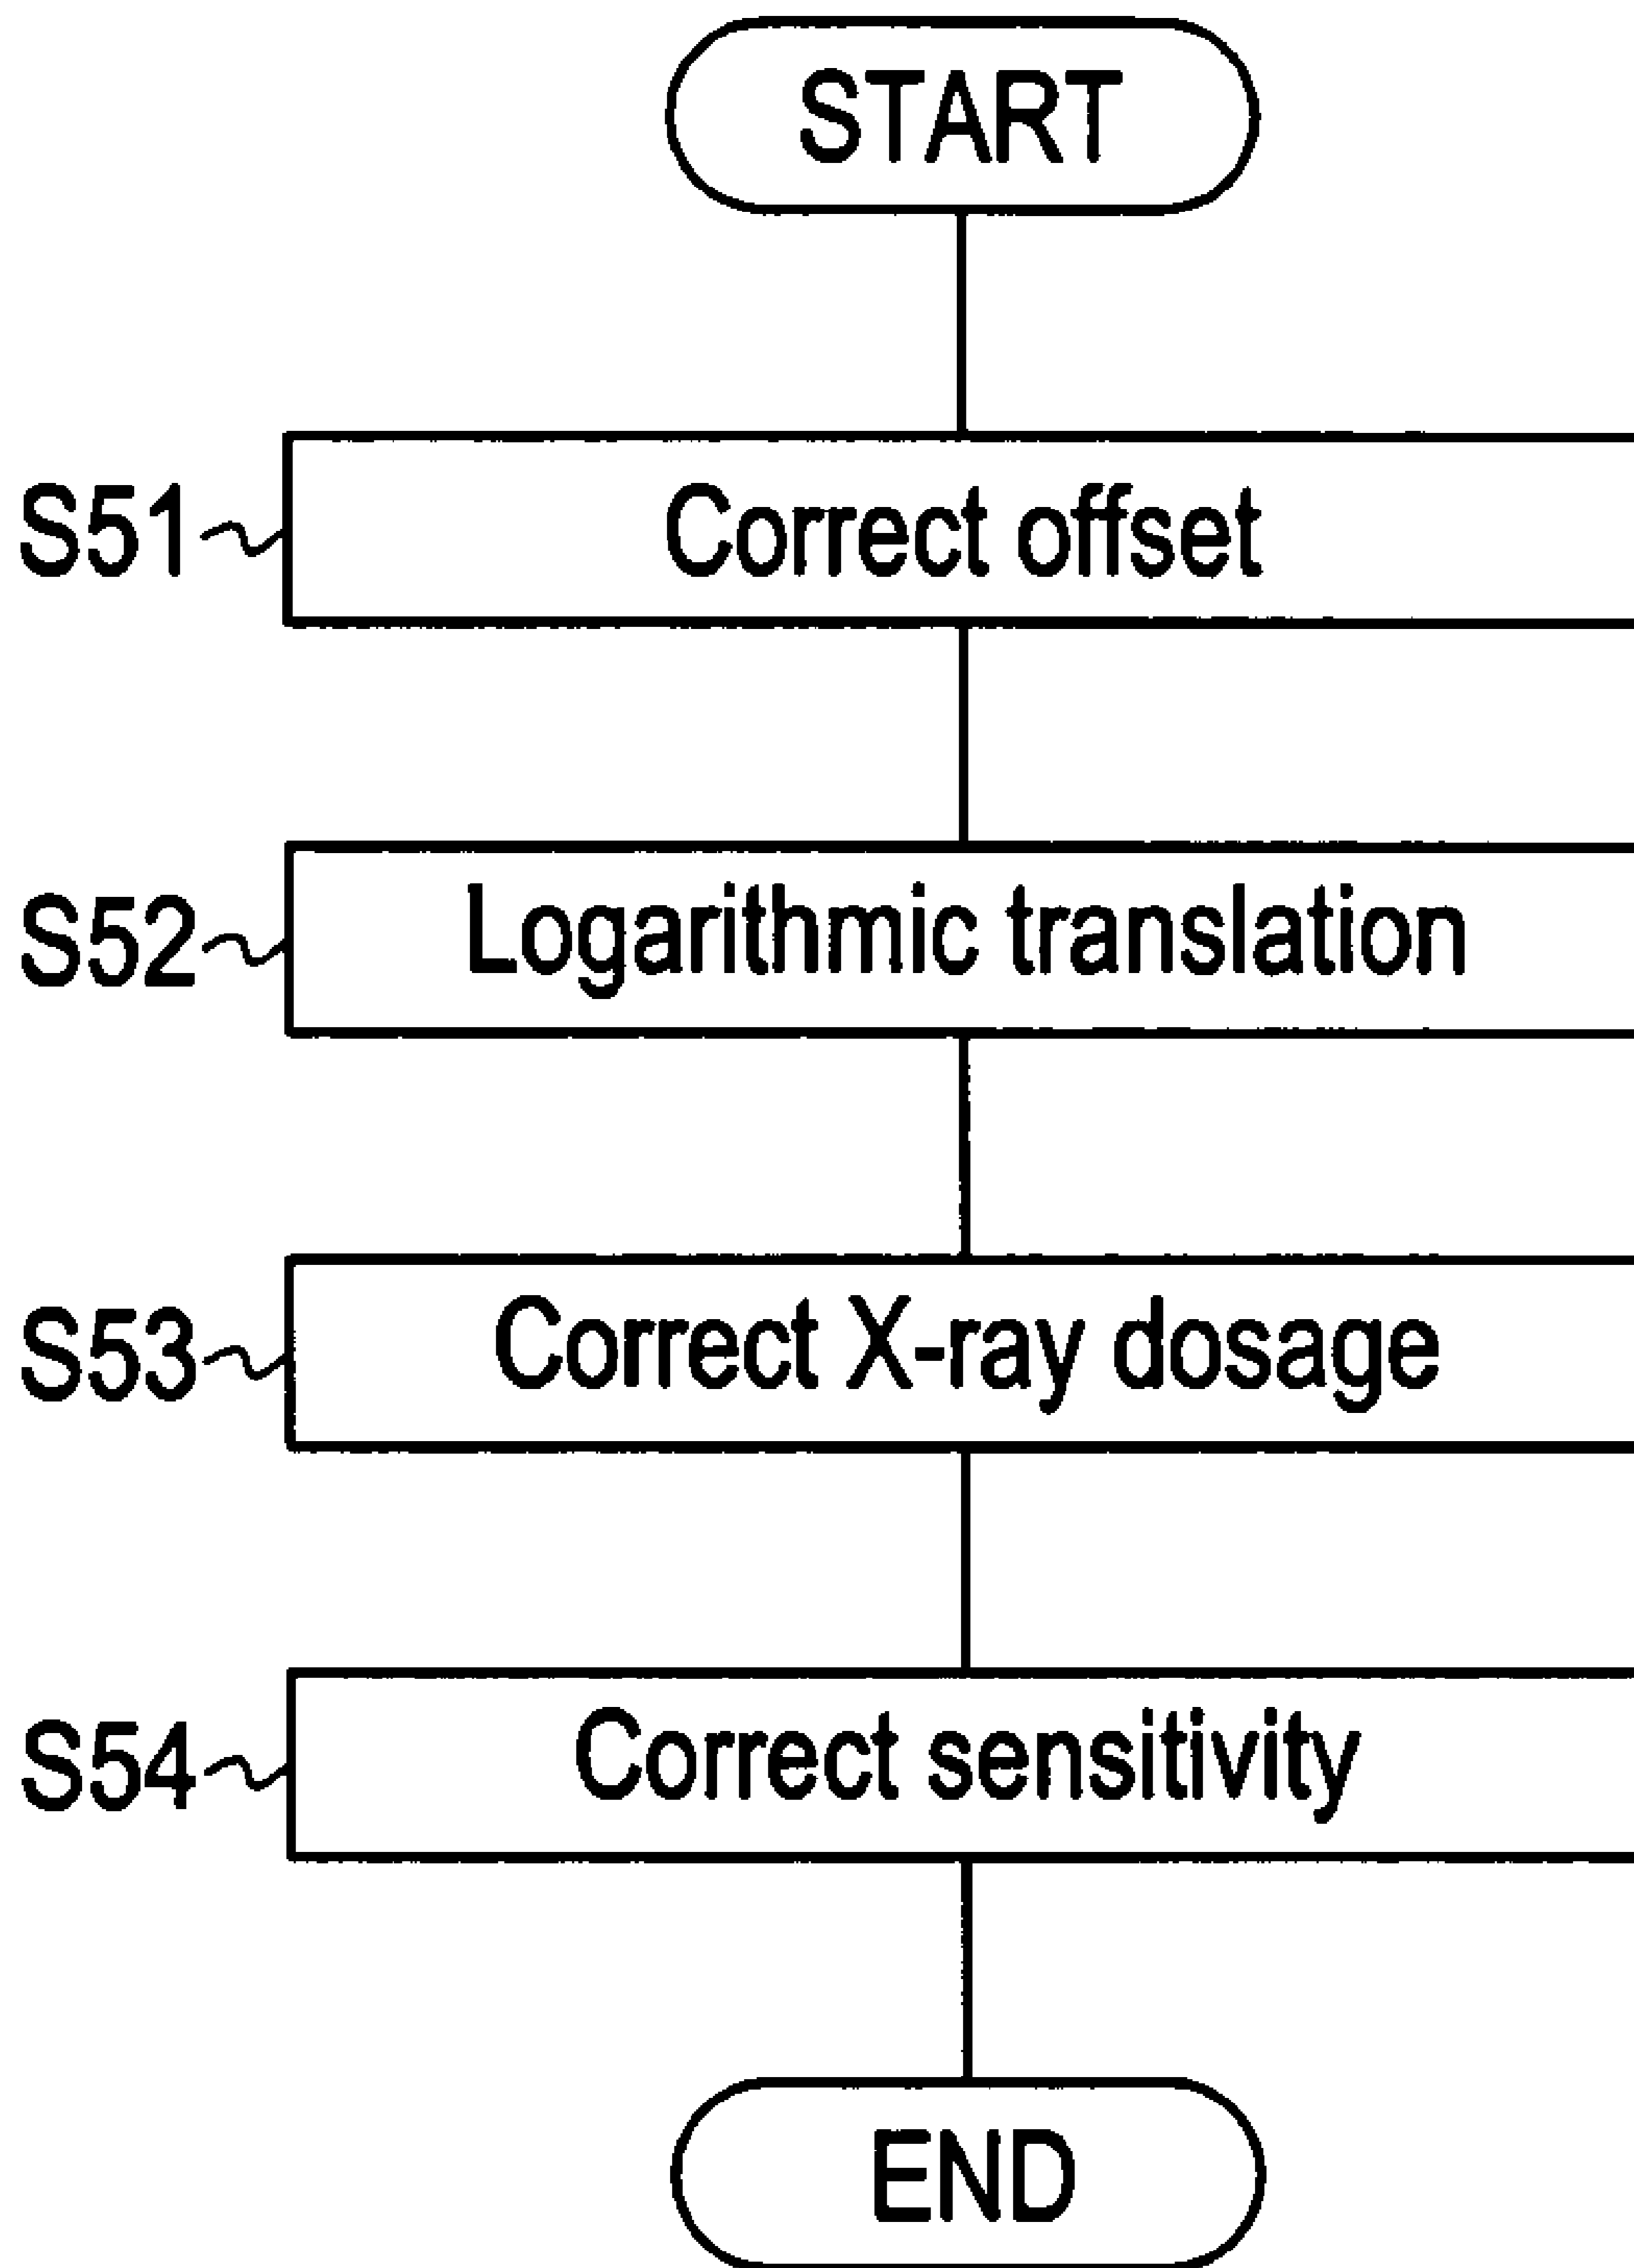 START
S51 Correct offset
S52 Logarithmic translation
S53 Correct X-ray dosage
S54 Correct sensitivity
END